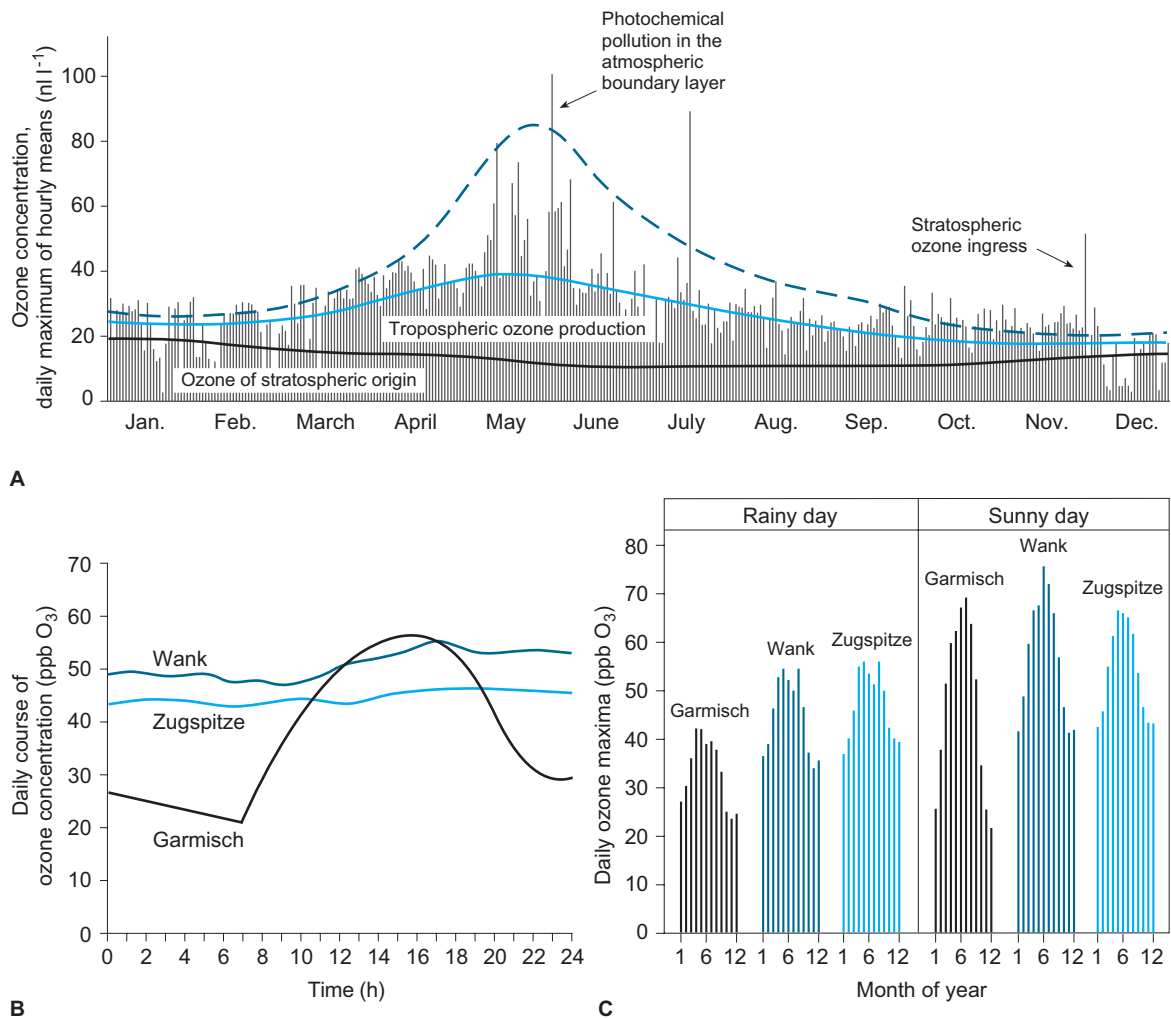 Photochemical
pollution in the
atmospheric
boundary layer
Ozone concentration,
daily maximum of hourly means (nl l⁻¹)
100
80
60
40
20
0
Stratospheric
ozone ingress
Tropospheric ozone production
Ozone of stratospheric origin
Jan. Feb. March April May June July Aug. Sep. Oct. Nov. Dec.
A
Daily course of
ozone concentration (ppb O₃)
70
60
50
40
30
20
10
0
Wank
Zugspitze
Garmisch
0 2 4 6 8 10 12 14 16 18 20 22 24
Time (h)
B
Rainy day Sunny day
Daily ozone maxima (ppb O₃)
80
70
60
50
40
30
20
10
0
Garmisch
Wank
Zugspitze
Garmisch
Wank
Zugspitze
1 6 12 1 6 12 1 6 12 1 6 12 1 6 12 1 6 12
Month of year
C